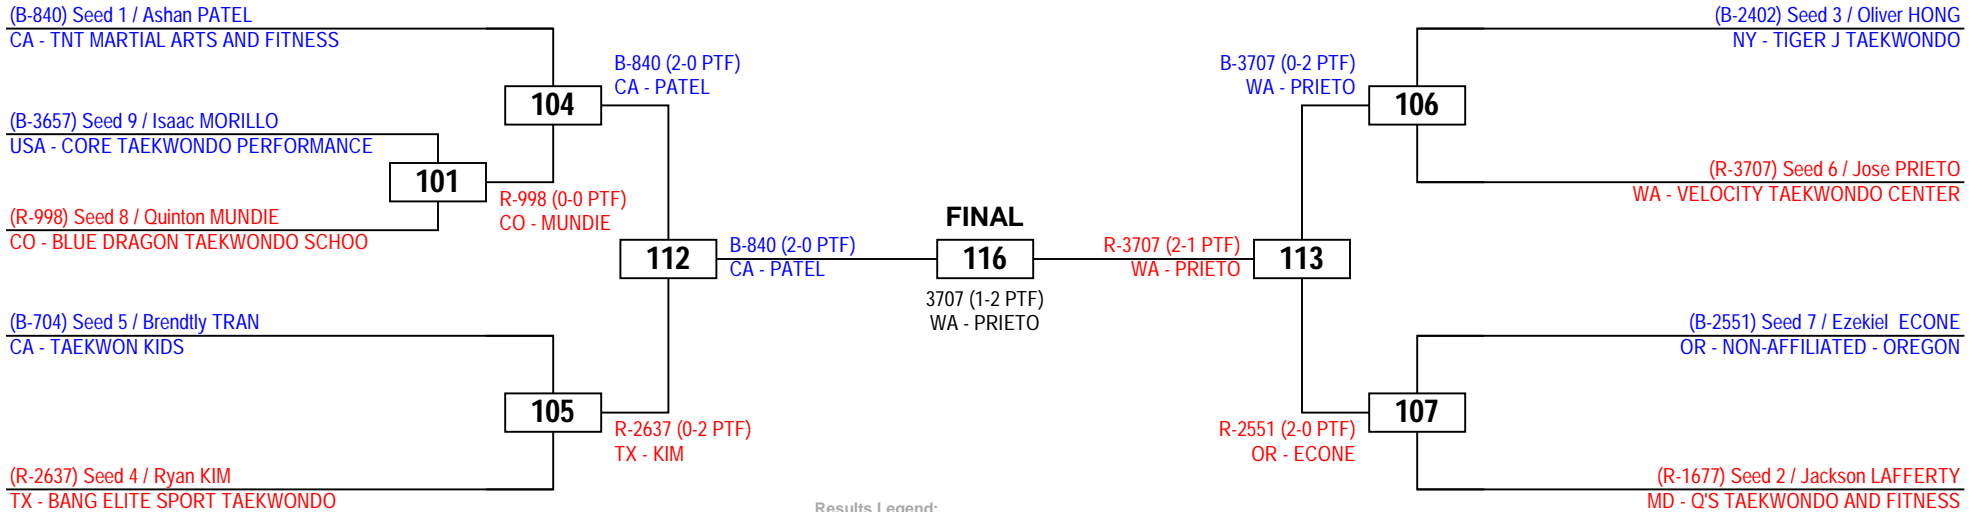 (B-840) Seed 1 / Ashan PATEL
CA - TNT MARTIAL ARTS AND FITNESS
B-840 (2-0 PTF)
CA - PATEL
104
(B-3657) Seed 9 / Isaac MORILLO
USA - CORE TAEKWONDO PERFORMANCE
101
R-998 (0-0 PTF)
CO - MUNDIE
(R-998) Seed 8 / Quinton MUNDIE
CO - BLUE DRAGON TAEKWONDO SCHOO
112
B-840 (2-0 PTF)
CA - PATEL
(B-704) Seed 5 / Brendtly TRAN
CA - TAEKWON KIDS
105
R-2637 (0-2 PTF)
TX - KIM
(R-2637) Seed 4 / Ryan KIM
TX - BANG ELITE SPORT TAEKWONDO
FINAL
116
3707 (1-2 PTF)
WA - PRIETO
(B-2402) Seed 3 / Oliver HONG
NY - TIGER J TAEKWONDO
B-3707 (0-2 PTF)
WA - PRIETO
106
(R-3707) Seed 6 / Jose PRIETO
WA - VELOCITY TAEKWONDO CENTER
R-3707 (2-1 PTF)
WA - PRIETO
113
(B-2551) Seed 7 / Ezekiel  ECONE
OR - NON-AFFILIATED - OREGON
107
R-2551 (2-0 PTF)
OR - ECONE
(R-1677) Seed 2 / Jackson LAFFERTY
MD - Q'S TAEKWONDO AND FITNESS
Results Legend: